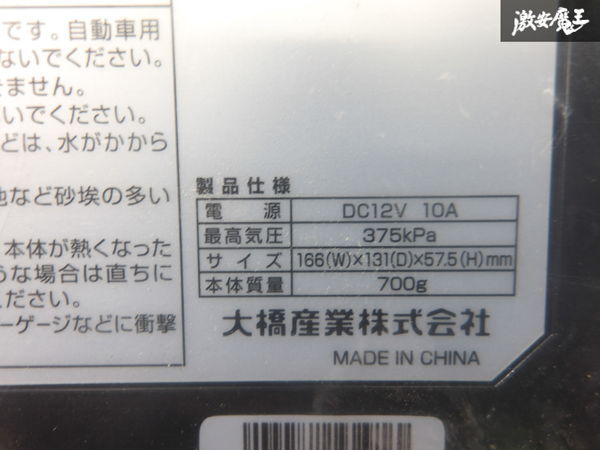 激安魔王
です。自動車用
ないでください。
きません。
いでください。
どは、水がかから
地など砂埃の多い
本体が熱くなった
うな場合は直ちに
ください。
ーゲージなどに衝撃
製品仕様
電源 DC12V 10A
最高気圧 375kPa
サイズ 166(W)×131(D)×57.5(H)mm
本体質量 700g
大橋産業株式会社
MADE IN CHINA